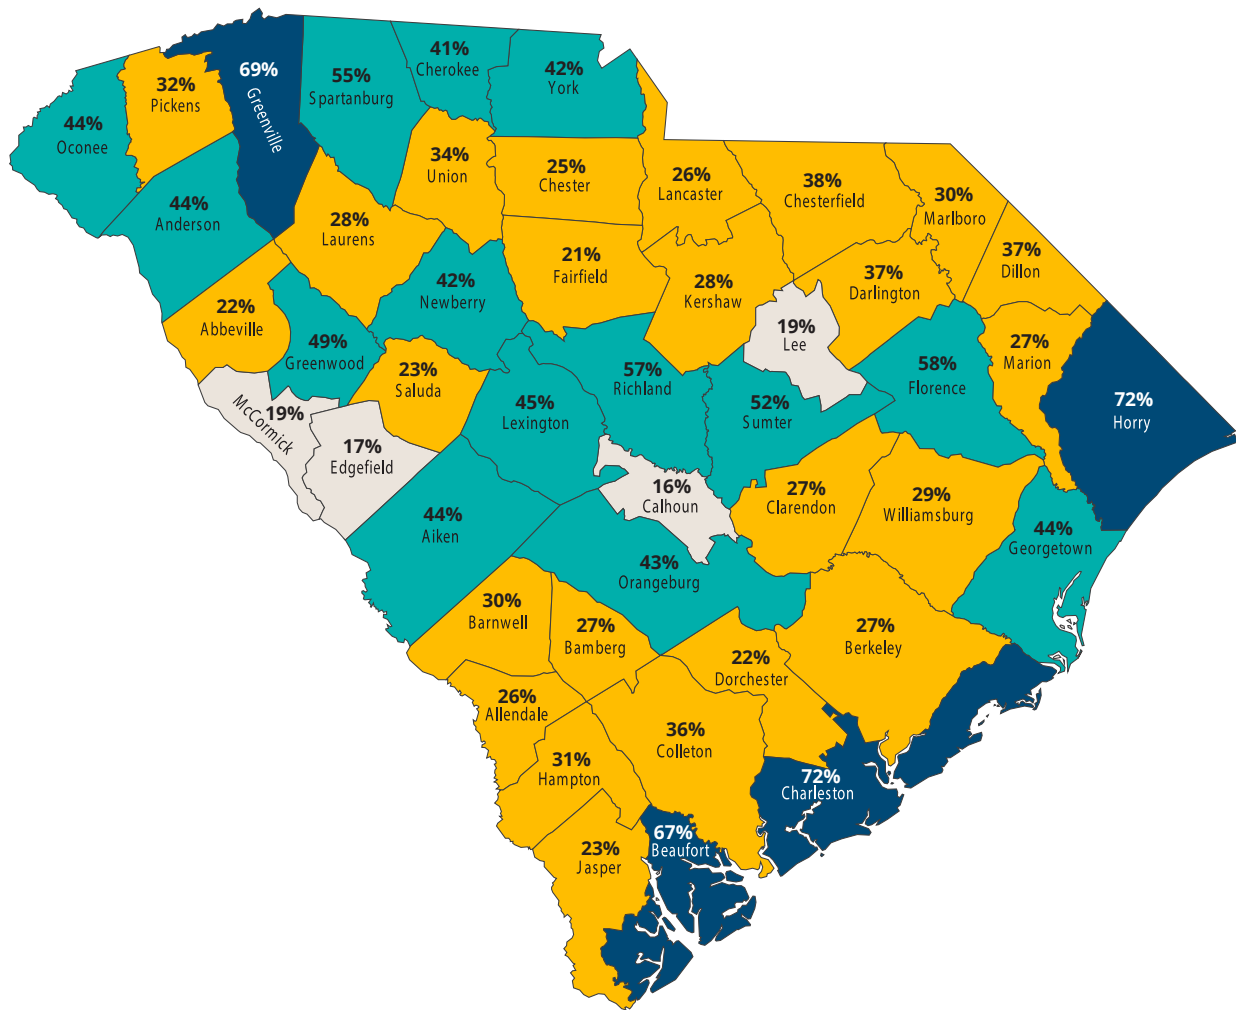 41%
Cherokee
69%
Greenville
55%
Spartanburg
42%
York
32%
Pickens
44%
Oconee
34%
Union
25%
Chester
26%
Lancaster
38%
Chesterfield
30%
Marlboro
44%
Anderson
28%
Laurens
37%
Dillon
21%
Fairfield
42%
Newberry
28%
Kershaw
37%
Darlington
22%
Abbeville
19%
Lee
49%
Greenwood
27%
Marion
23%
Saluda
57%
Richland
58%
Florence
72%
Horry
19%
McCormick
45%
Lexington
52%
Sumter
17%
Edgefield
16%
Calhoun
27%
Clarendon
29%
Williamsburg
44%
Aiken
44%
Georgetown
43%
Orangeburg
30%
Barnwell
27%
Bamberg
27%
Berkeley
22%
Dorchester
26%
Allendale
36%
Colleton
31%
Hampton
72%
Charleston
67%
Beaufort
23%
Jasper